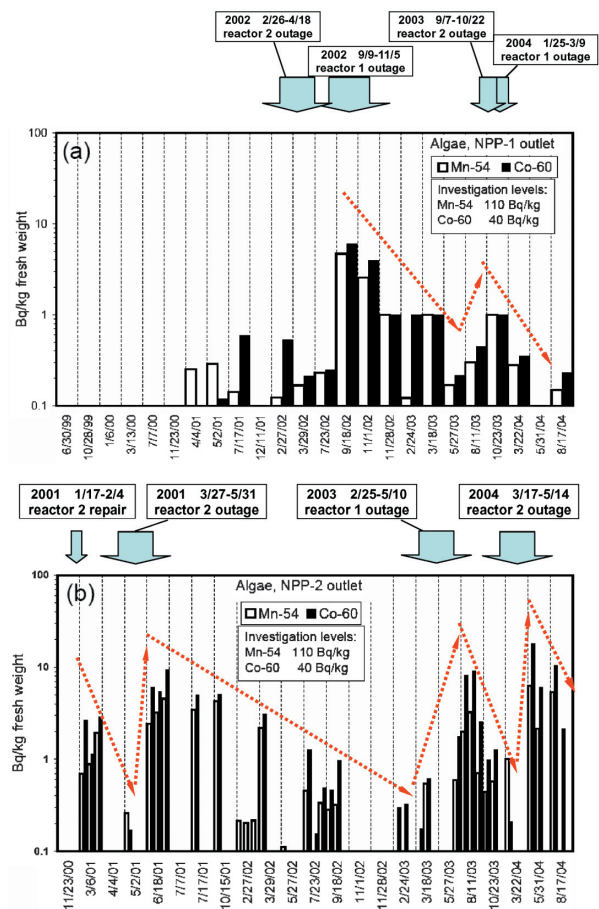 2002 2/26-4/18
reactor 2 outage
2002 9/9-11/5
reactor 1 outage
2003 9/7-10/22
reactor 2 outage
2004 1/25-3/9
reactor 1 outage
(a)
Algae, NPP-1 outlet
Mn-54 Co-60
Investigation levels:
Mn-54 110 Bq/kg
Co-60 40 Bq/kg
Bq/kg fresh weight
100
10
1
0.1
6/30/99
10/28/99
1/6/00
3/13/00
7/7/00
11/23/00
4/4/01
5/2/01
7/17/01
12/11/01
2/27/02
3/29/02
7/23/02
9/18/02
11/1/02
11/28/02
2/24/03
3/18/03
5/27/03
8/11/03
10/23/03
3/22/04
5/31/04
8/17/04
2001 1/17-2/4
reactor 2 repair
2001 3/27-5/31
reactor 2 outage
2003 2/25-5/10
reactor 1 outage
2004 3/17-5/14
reactor 2 outage
(b)
Algae, NPP-2 outlet
Mn-54 Co-60
Investigation levels:
Mn-54 110 Bq/kg
Co-60 40 Bq/kg
Bq/kg fresh weight
100
10
1
0.1
11/23/00
3/6/01
4/4/01
5/2/01
6/18/01
7/7/01
7/17/01
10/15/01
2/27/02
3/29/02
5/27/02
7/23/02
9/18/02
11/1/02
11/28/02
2/24/03
3/18/03
5/27/03
8/11/03
10/23/03
3/22/04
5/31/04
8/17/04